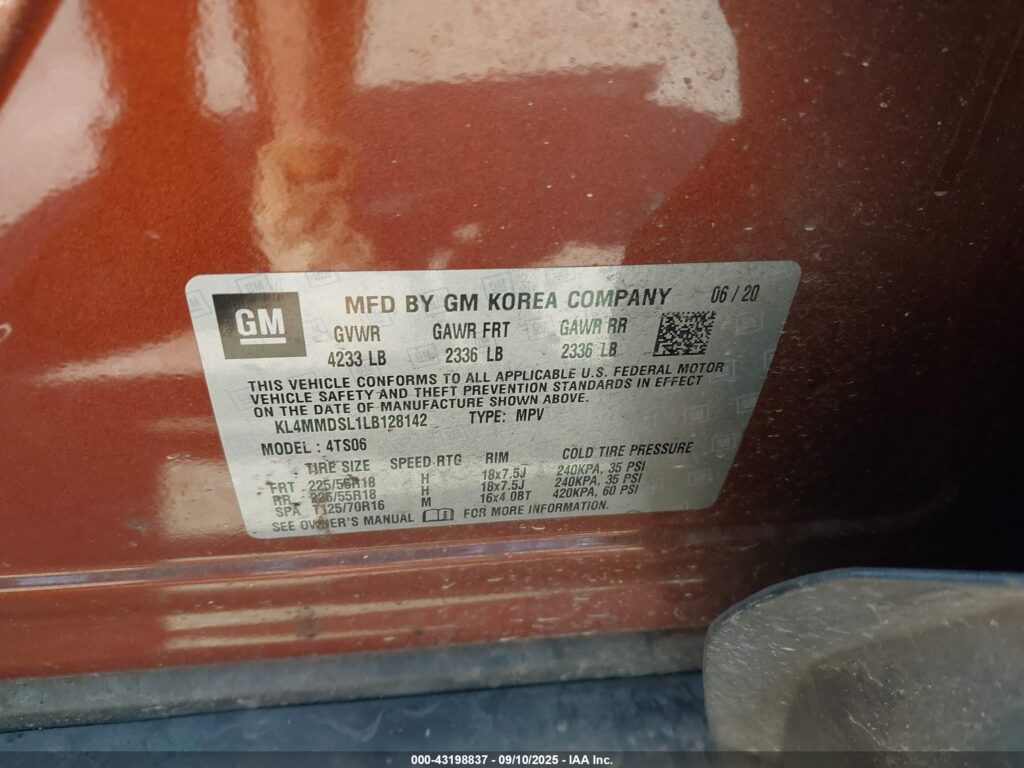 GM
MFD BY GM KOREA COMPANY 06 / 20
GVWR GAWR FRT GAWR RR
4233 LB 2336 LB 2336 LB
THIS VEHICLE CONFORMS TO ALL APPLICABLE U.S. FEDERAL MOTOR
VEHICLE SAFETY AND THEFT PREVENTION STANDARDS IN EFFECT
ON THE DATE OF MANUFACTURE SHOWN ABOVE.
KL4MMDSL1LB128142 TYPE: MPV
MODEL : 4TS06
TIRE SIZE SPEED RTG RIM COLD TIRE PRESSURE
FRT 225/55R18 H 18x7.5J 240KPA, 35 PSI
RR 225/55R18 H 18x7.5J 240KPA, 35 PSI
SPA T125/70R16 M 16x4.0BT 420KPA, 60 PSI
SEE OWNER'S MANUAL FOR MORE INFORMATION.
000-43198837 - 09/10/2025 - IAA Inc.